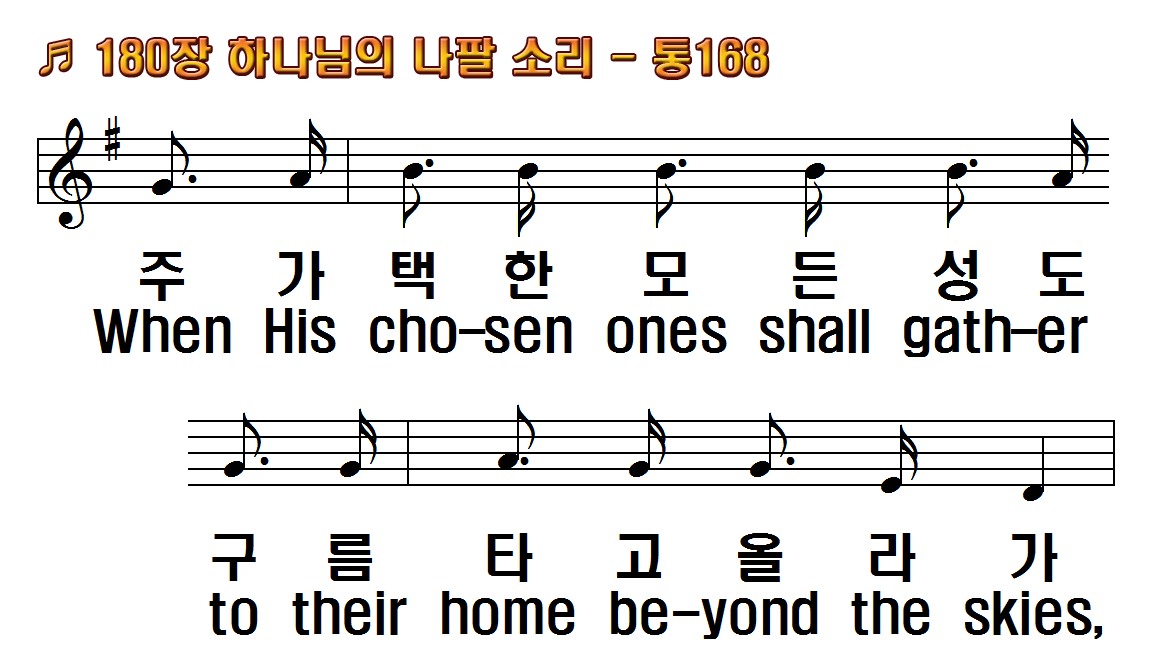 180장 하나님의 나팔 소리 - 통168
주 가 택 한 모 든 성 도
When His cho-sen ones shall gath-er
구 름 타 고 올 라 가
to their home be-yond the skies,